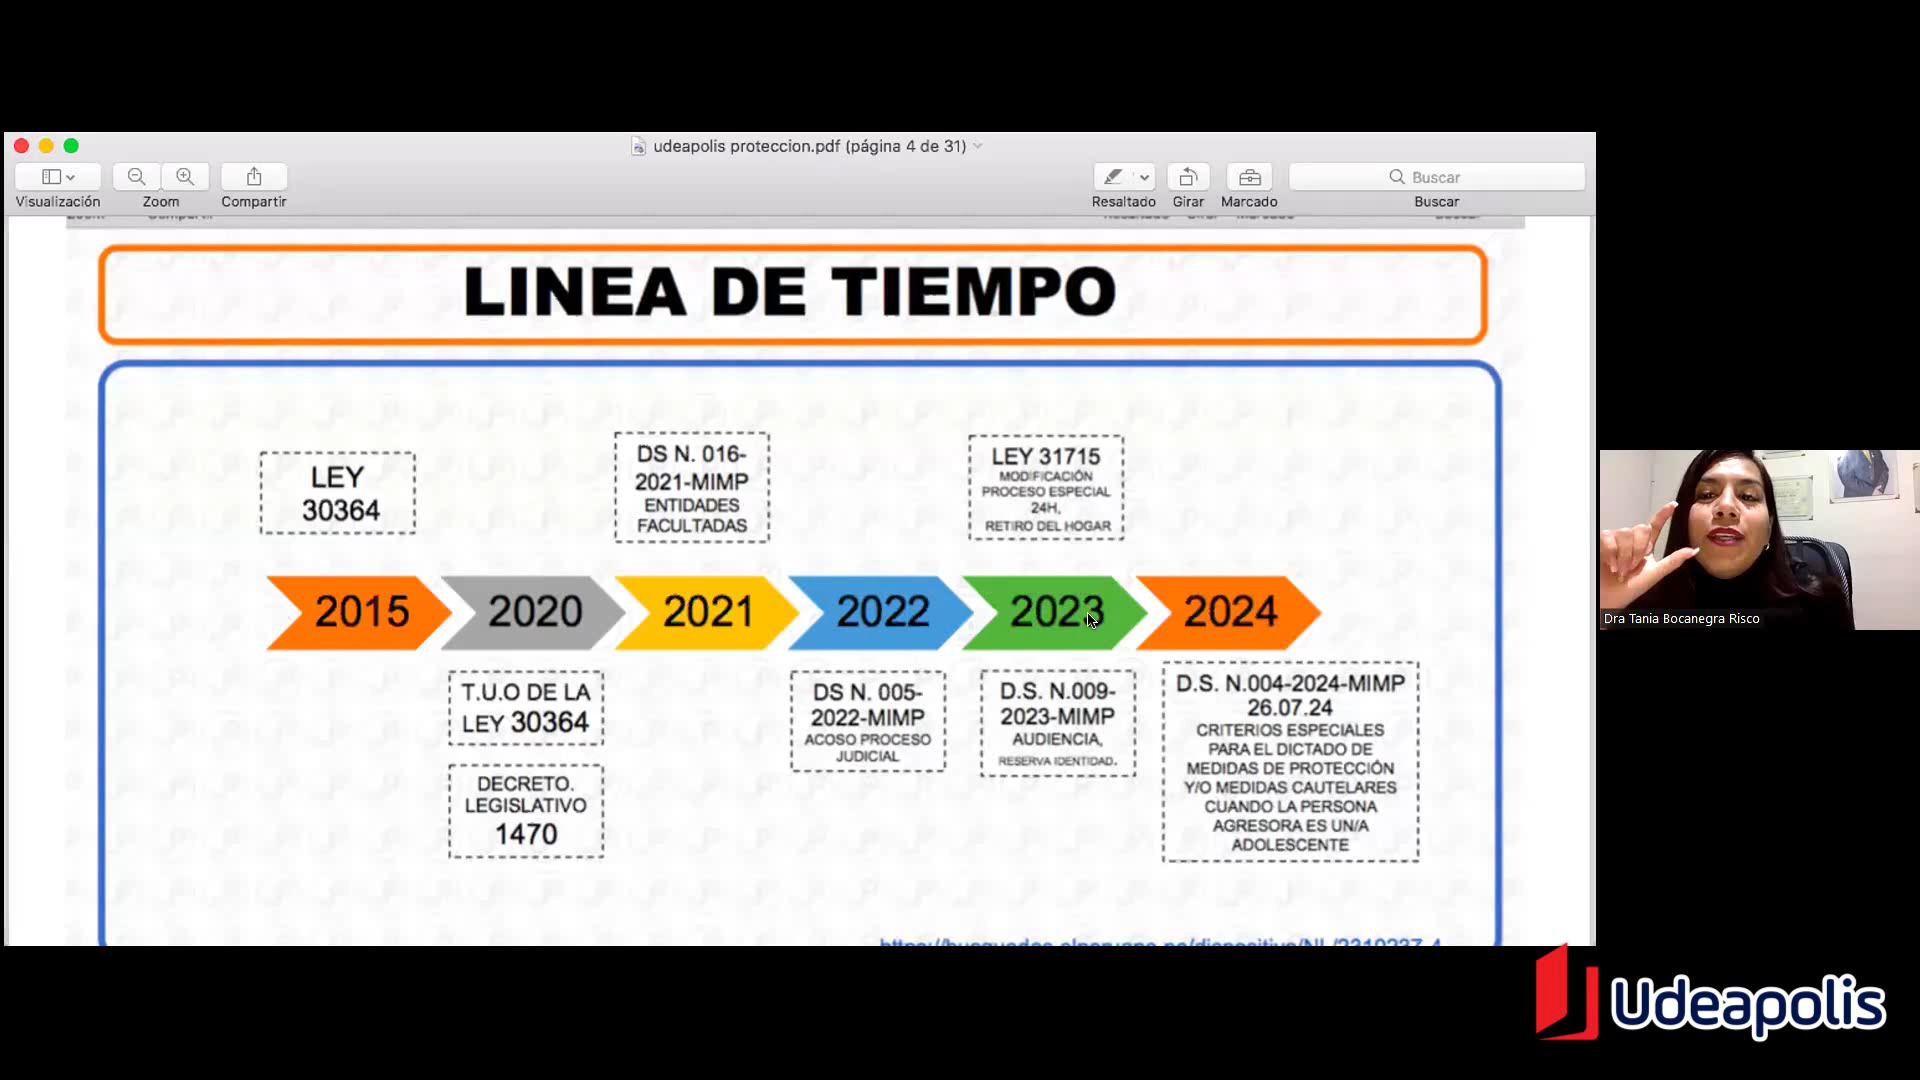 udeapolis proteccion.pdf (página 4 de 31)
Visualización
Zoom
Compartir
Resaltado
Girar
Marcado
Buscar
Buscar
LINEA DE TIEMPO
LEY
30364
DS N. 016-
2021-MIMP
ENTIDADES
FACULTADAS
LEY 31715
MODIFICACIÓN
PROCESO ESPECIAL
24H,
RETIRO DEL HOGAR
2015
2020
2021
2022
2023
2024
T.U.O DE LA
LEY 30364
DECRETO.
LEGISLATIVO
1470
DS N. 005-
2022-MIMP
ACOSO PROCESO
JUDICIAL
D.S. N.009-
2023-MIMP
AUDIENCIA,
RESERVA IDENTIDAD.
D.S. N.004-2024-MIMP
26.07.24
CRITERIOS ESPECIALES
PARA EL DICTADO DE
MEDIDAS DE PROTECCIÓN
Y/O MEDIDAS CAUTELARES
CUANDO LA PERSONA
AGRESORA ES UN/A
ADOLESCENTE
Dra Tania Bocanegra Risco
Udeapolis